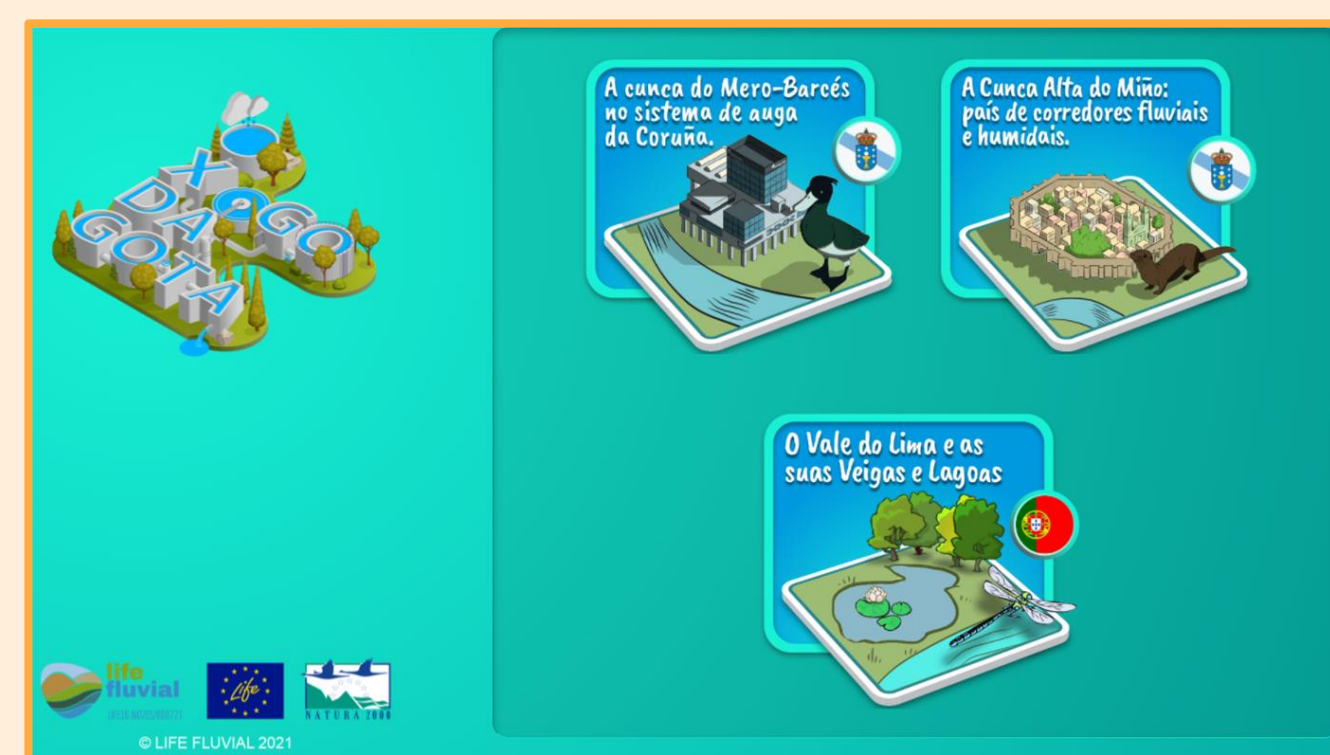 XOGO
DA
GOTA
A cunca do Mero-Barcés
no sistema de auga
da Coruña.
A Cunca Alta do Miño:
país de corredores fluviais
e humidais.
O Vale do Lima e as
suas Veigas e Lagoas
life
fluvial
Life
NATURA 2000
© LIFE FLUVIAL 2021